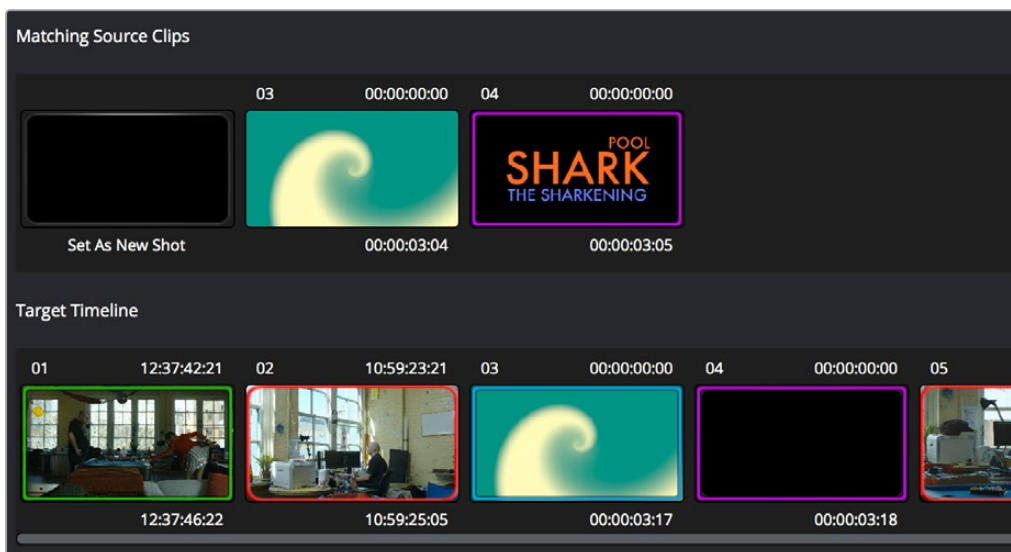 Matching Source Clips
03 00:00:00:00 04 00:00:00:00
POOL
SHARK
THE SHARKENING
Set As New Shot 00:00:03:04 00:00:03:05
Target Timeline
01 12:37:42:21 02 10:59:23:21 03 00:00:00:00 04 00:00:00:00 05
12:37:46:22 10:59:25:05 00:00:03:17 00:00:03:18